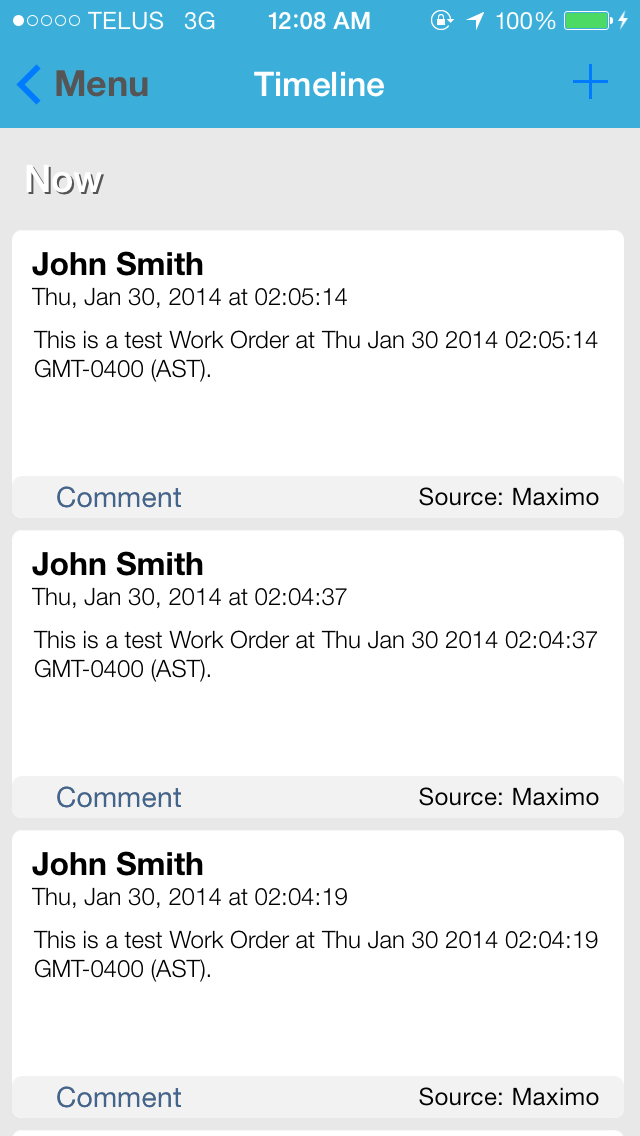 TELUS 3G 12:08 AM 100%
Menu Timeline
Now
John Smith
Thu, Jan 30, 2014 at 02:05:14
This is a test Work Order at Thu Jan 30 2014 02:05:14
GMT-0400 (AST).
Comment Source: Maximo
John Smith
Thu, Jan 30, 2014 at 02:04:37
This is a test Work Order at Thu Jan 30 2014 02:04:37
GMT-0400 (AST).
Comment Source: Maximo
John Smith
Thu, Jan 30, 2014 at 02:04:19
This is a test Work Order at Thu Jan 30 2014 02:04:19
GMT-0400 (AST).
Comment Source: Maximo